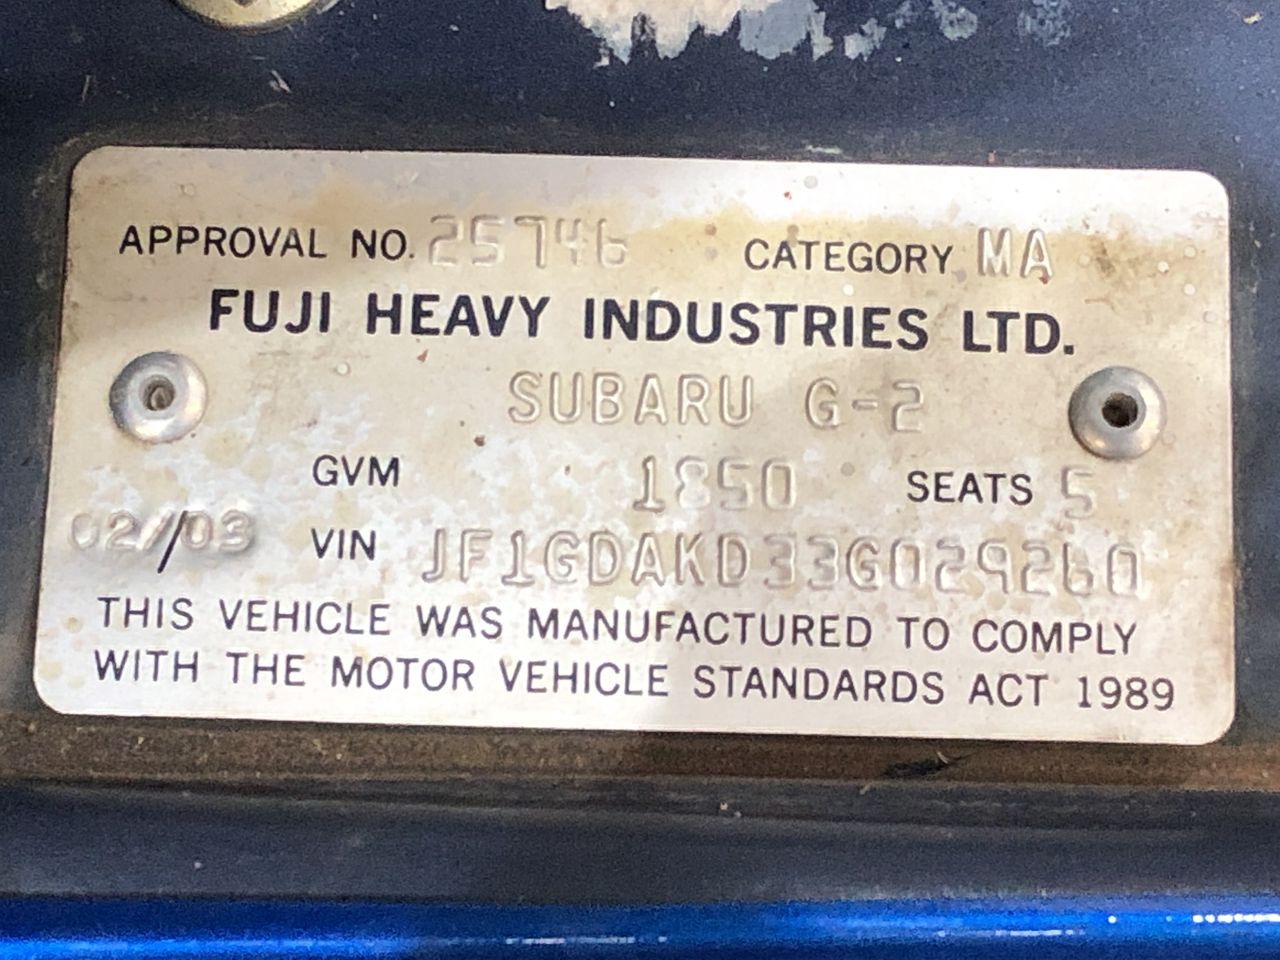 APPROVAL NO. 25746 CATEGORY MA
FUJI HEAVY INDUSTRIES LTD.
SUBARU G-2
GVM 1850 SEATS 5
02//03 VIN JF1GDAKD33G029260
THIS VEHICLE WAS MANUFACTURED TO COMPLY
WITH THE MOTOR VEHICLE STANDARDS ACT 1989